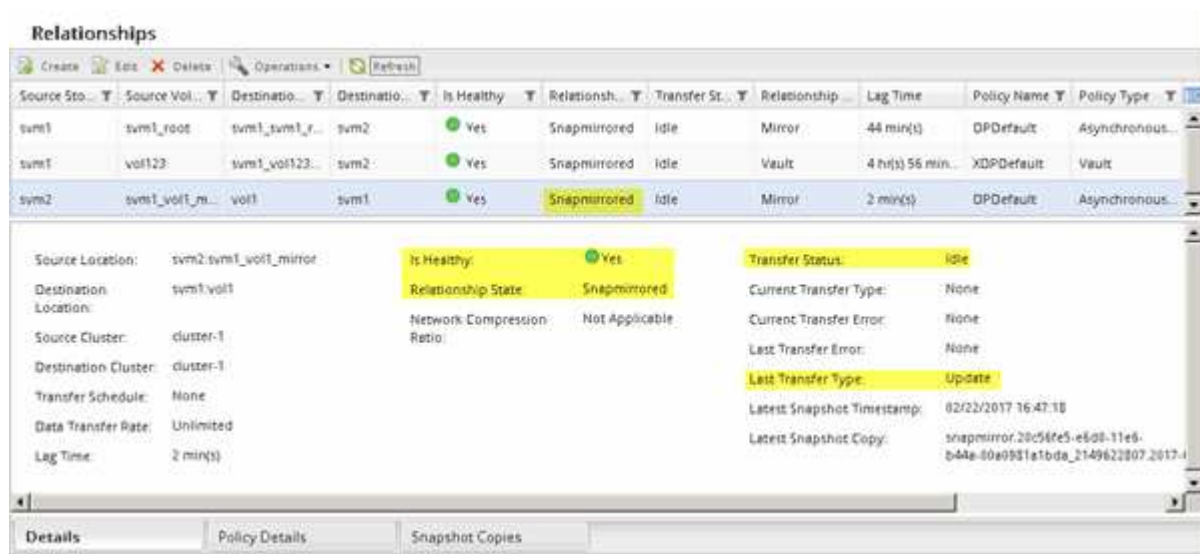 Relationships
Create Edit Delete Operations Refresh
Source Sto... Source Vol... Destinatio... Destinatio... Is Healthy Relationsh... Transfer St... Relationship ... Lag Time Policy Name Policy Type
svm1 svm1_root svm1_svm1_r... svm2 Yes Snapmirrored Idle Mirror 44 min(s) DPDefault Asynchronous...
svm1 vol123 svm1_vol123... svm2 Yes Snapmirrored Idle Vault 4 hr(s) 56 min... XDPDefault Vault
svm2 svm1_vol1_m... vol1 svm1 Yes Snapmirrored Idle Mirror 2 min(s) DPDefault Asynchronous...
Source Location: svm2:svm1_vol1_mirror
Destination Location: svm1:vol1
Source Cluster: cluster-1
Destination Cluster: cluster-1
Transfer Schedule: None
Data Transfer Rate: Unlimited
Lag Time: 2 min(s)
Is Healthy: Yes
Relationship State: Snapmirrored
Network Compression Ratio: Not Applicable
Transfer Status: Idle
Current Transfer Type: None
Current Transfer Error: None
Last Transfer Error: None
Last Transfer Type: Update
Latest Snapshot Timestamp: 02/22/2017 16:47:18
Latest Snapshot Copy: snapmirror.20c56fe5-e6d0-11e6-
b44a-00a0981a1bda_2149622807.2017-
Details Policy Details Snapshot Copies